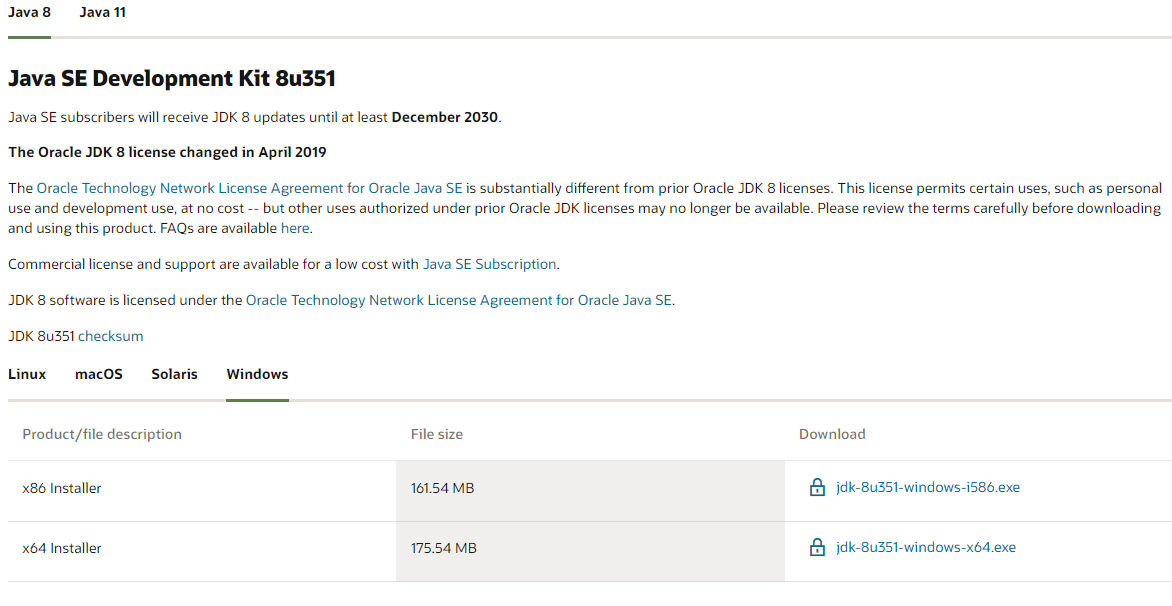 Java 8 Java 11
Java SE Development Kit 8u351
Java SE subscribers will receive JDK 8 updates until at least December 2030.
The Oracle JDK 8 license changed in April 2019
The Oracle Technology Network License Agreement for Oracle Java SE is substantially different from prior Oracle JDK 8 licenses. This license permits certain uses, such as personal
use and development use, at no cost -- but other uses authorized under prior Oracle JDK licenses may no longer be available. Please review the terms carefully before downloading
and using this product. FAQs are available here.
Commercial license and support are available for a low cost with Java SE Subscription.
JDK 8 software is licensed under the Oracle Technology Network License Agreement for Oracle Java SE.
JDK 8u351 checksum
Linux macOS Solaris Windows
Product/file description File size Download
x86 Installer 161.54 MB jdk-8u351-windows-i586.exe
x64 Installer 175.54 MB jdk-8u351-windows-x64.exe